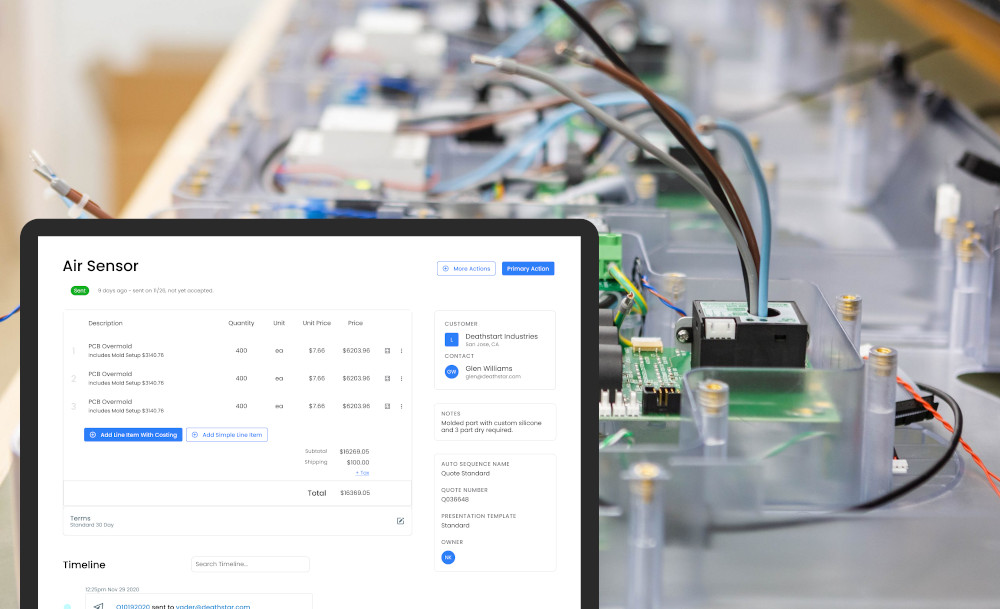 Air Sensor
More Actions
Primary Action
Sent
9 days ago - sent on 11/20, not yet accepted.
Description Quantity Unit Unit Price Price
1 PCB Overmold 400 ea $7.66 $6203.96
Includes Mold Setup $3140.76
2 PCB Overmold 400 ea $7.66 $6203.96
Includes Mold Setup $3140.76
3 PCB Overmold 400 ea $7.66 $6203.96
Includes Mold Setup $3140.76
Add Line Item With Costing
Add Simple Line Item
Subtotal $16269.05
Shipping $100.00
+ Tax
Total $16369.05
Terms
Standard 30 Day
CUSTOMER
L
Deathstart Industries
San Jose, CA
CONTACT
GW
Glen Williams
glen@deathstar.com
NOTES
Molded part with custom silicone
and 3 part dry required.
AUTO SEQUENCE NAME
Quote Standard
QUOTE NUMBER
Q036648
PRESENTATION TEMPLATE
Standard
OWNER
NK
Timeline
Search Timeline...
12:25pm Nov 29 2020
Q10192020 sent to vader@deathstar.com